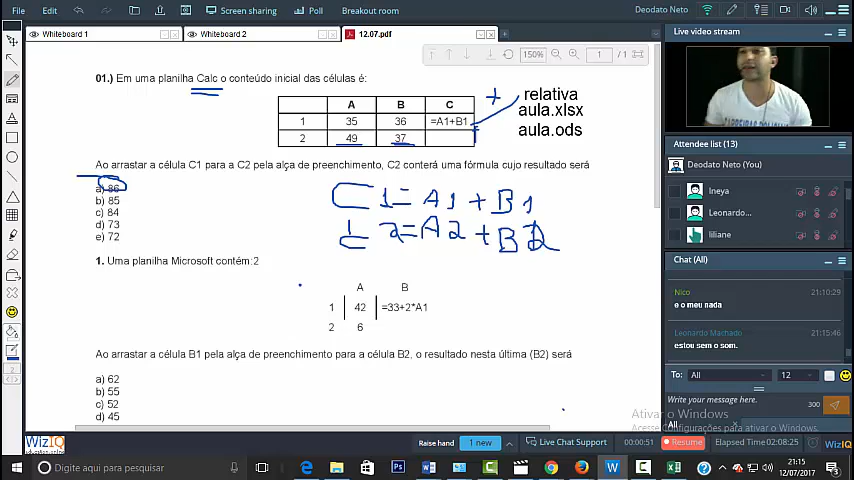 File Edit Screen sharing Poll Breakout room Deodato Neto
Whiteboard 1 Whiteboard 2 12.07.pdf
150% 1 / 1
01.) Em uma planilha Calc o conteúdo inicial das células é:
A B C
1 35 36 =A1+B1
2 49 37
+ relativa
aula.xlsx
aula.ods
Ao arrastar a célula C1 para a C2 pela alça de preenchimento, C2 conterá uma fórmula cujo resultado será
a) 86
b) 85
c) 84
d) 73
e) 72
C1=A1+B1
C2=A2+B2
1. Uma planilha Microsoft contém:2
A B
1 42 =33+2*A1
2 6
Ao arrastar a célula B1 pela alça de preenchimento para a célula B2, o resultado nesta última (B2) será
a) 62
b) 55
c) 52
d) 45
Live video stream
Attendee list (13)
Deodato Neto (You)
Ineya
Leonardo...
liliane
Chat (All)
Nico 21:10:29
e o meu nada
Leonardo Machado 21:15:46
estou sem o som.
To: All 12
Write your message here. 300
Ativar o Windows
Acesse Configurações para ativar o Windows.
All
WizIQ
education.online
Raise hand 1 new Live Chat Support 00:00:51 Resume Elapsed Time 02:08:25 WizIQ
Digite aqui para pesquisar
21:15
12/07/2017